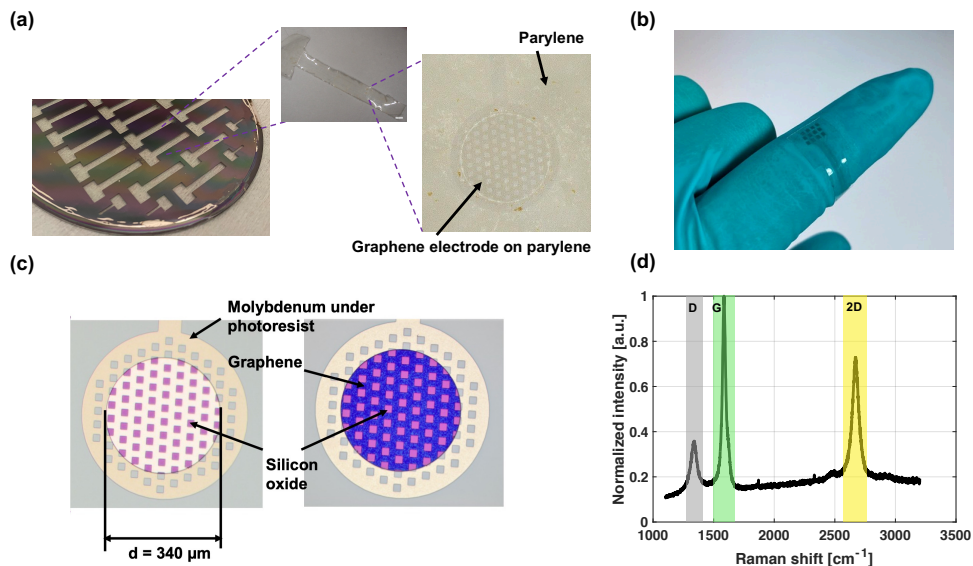 (a)
Parylene
Graphene electrode on parylene
(b)
(c)
Molybdenum under
photoresist
Graphene
Silicon
oxide
d = 340 µm
(d)
D
G
2D
Normalized intensity [a.u.]
1
0.8
0.6
0.4
0.2
0
1100
1500
2000
2500
3000
3500
Raman shift [cm⁻¹]